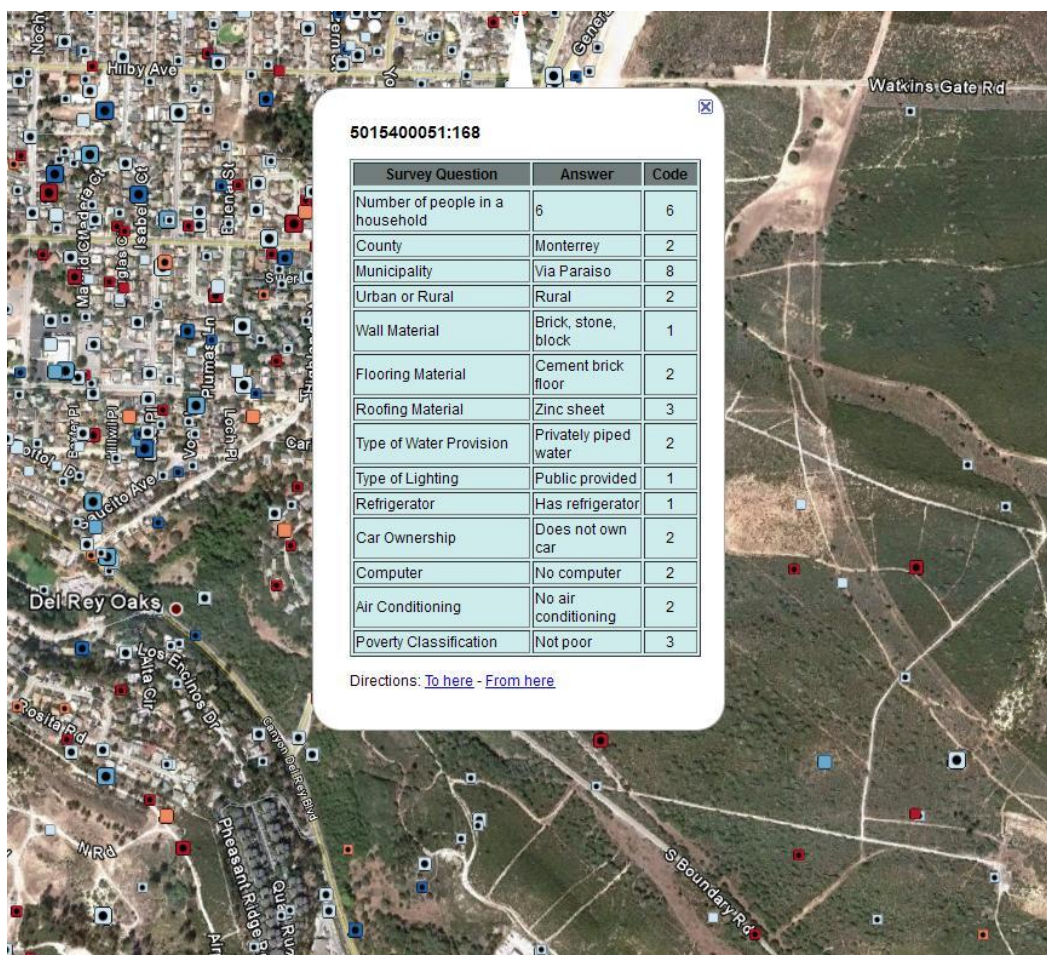 Hilby Ave
Watkins Gate Rd
5015400051:168
Survey Question Answer Code
Number of people in a
household 6 6
County Monterrey 2
Municipality Via Paraiso 8
Urban or Rural Rural 2
Wall Material Brick, stone,
block 1
Flooring Material Cement brick
floor 2
Roofing Material Zinc sheet 3
Type of Water Provision Privately piped
water 2
Type of Lighting Public provided 1
Refrigerator Has refrigerator 1
Car Ownership Does not own
car 2
Computer No computer 2
Air Conditioning No air
conditioning 2
Poverty Classification Not poor 3
Directions: To here - From here
Plumas Ln
Loch Pl
Del Rey Oaks
Los Encinos Dr
Alta Cir
Rosita Rd
Canyon Del Rey Blvd
N Rd
Pheasant Ridge
S Boundary Rd